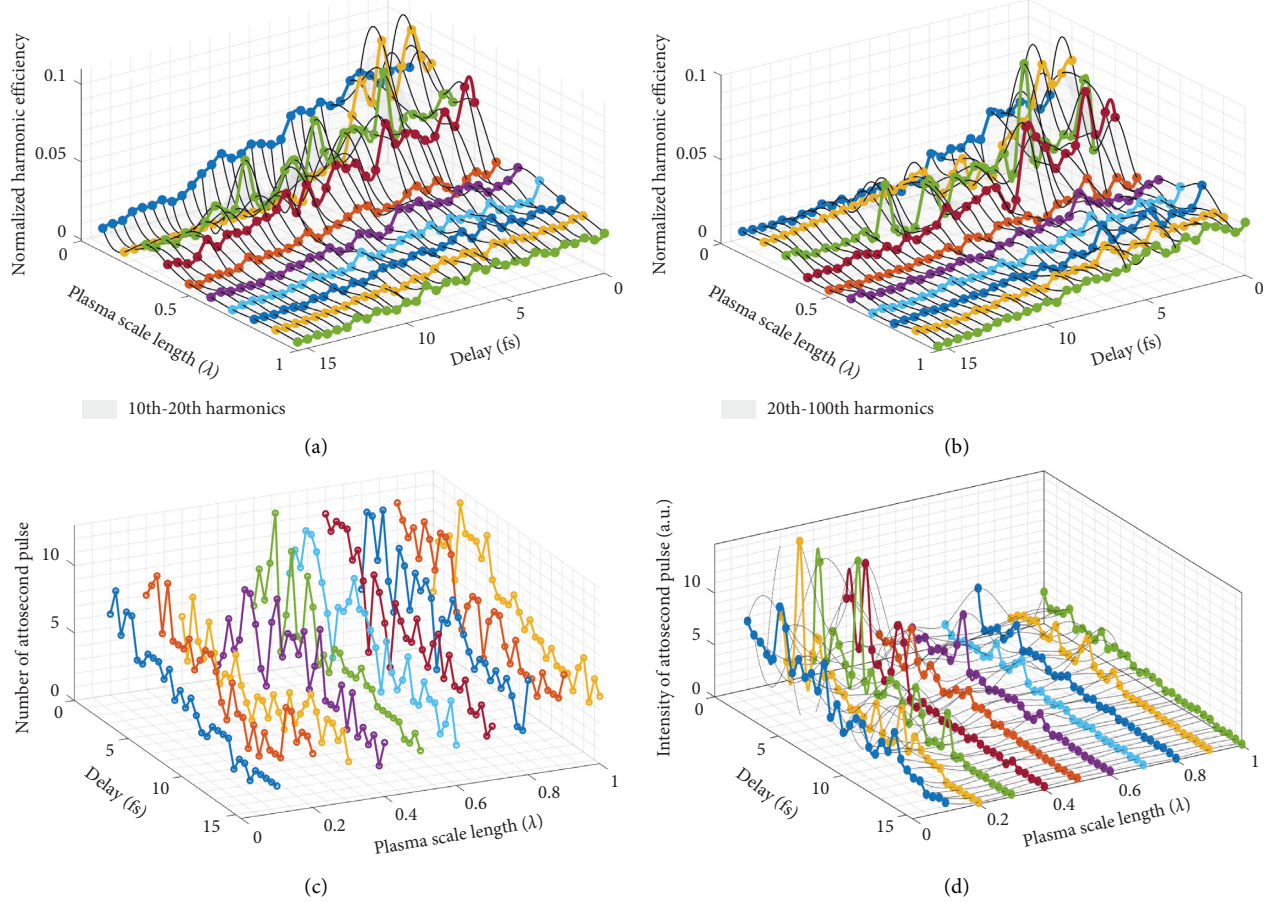 Normalized harmonic efficiency
0.1
0.05
0
0
0.5
1
Plasma scale length (λ)
15
10
5
0
Delay (fs)
10th-20th harmonics
(a)
Normalized harmonic efficiency
0.1
0.05
0
0
0.5
1
Plasma scale length (λ)
15
10
5
0
Delay (fs)
20th-100th harmonics
(b)
Number of attosecond pulse
10
5
0
0
5
10
15
Delay (fs)
0
0.2
0.4
0.6
0.8
1
Plasma scale length (λ)
(c)
Intensity of attosecond pulse (a.u.)
10
5
0
0
5
10
15
Delay (fs)
0
0.2
0.4
0.6
0.8
1
Plasma scale length (λ)
(d)